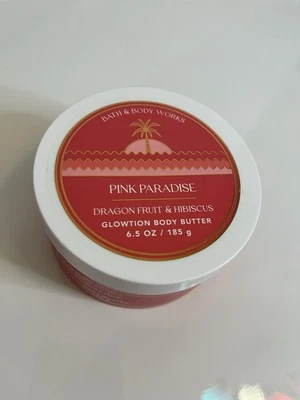 BATH & BODY WORKS
PINK PARADISE
DRAGON FRUIT & HIBISCUS
GLOWTION BODY BUTTER
6.5 OZ / 185 g